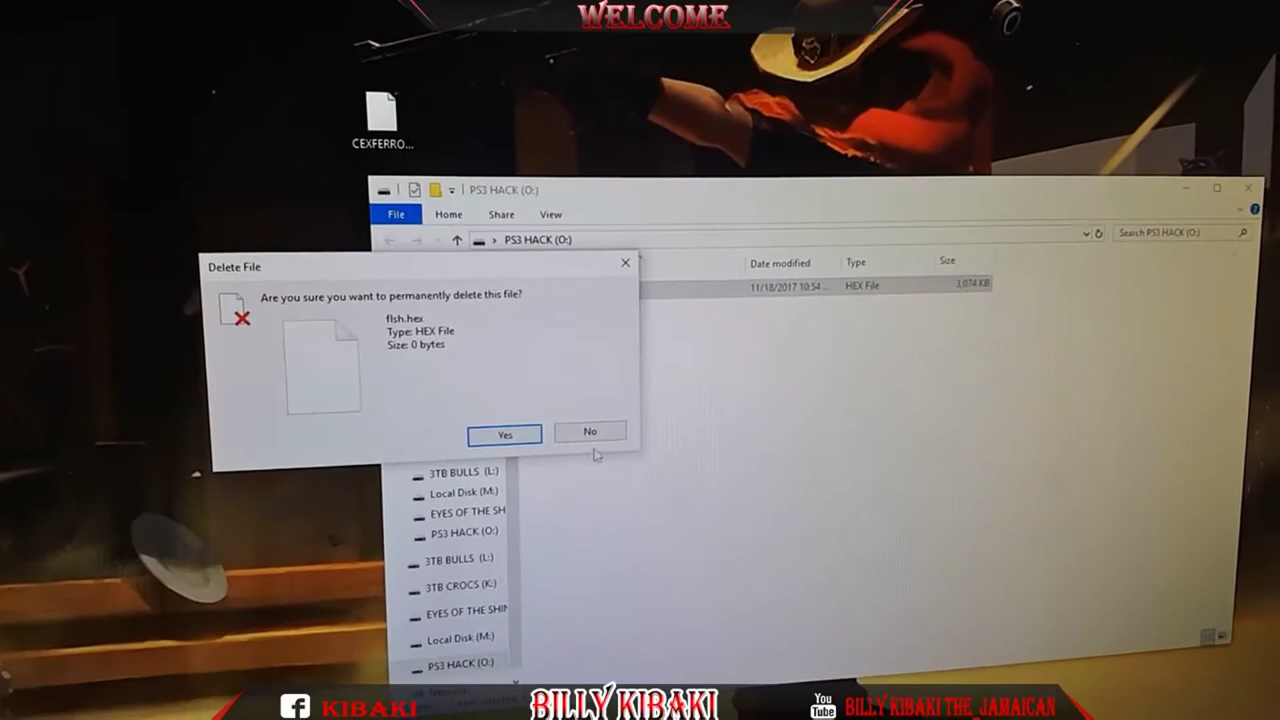 WELCOME
CEXFERRO...
PS3 HACK (O:)
File
Home
Share
View
PS3 HACK (O:)
Search PS3 HACK (O:)
Delete File
Date modified
Type
Size
11/18/2017 10:54 ...
HEX File
3,074 KB
Are you sure you want to permanently delete this file?
flsh.hex
Type: HEX File
Size: 0 bytes
Yes
No
3TB BULLS (L:)
Local Disk (M:)
EYES OF THE SH
PS3 HACK (O:)
3TB BULLS (L:)
3TB CROCS (K:)
EYES OF THE SHI
Local Disk (M:)
PS3 HACK (O:)
Network
KIBAKI
BILLY KIBAKI
You Tube
BILLY KIBAKI THE_JAMAICAN